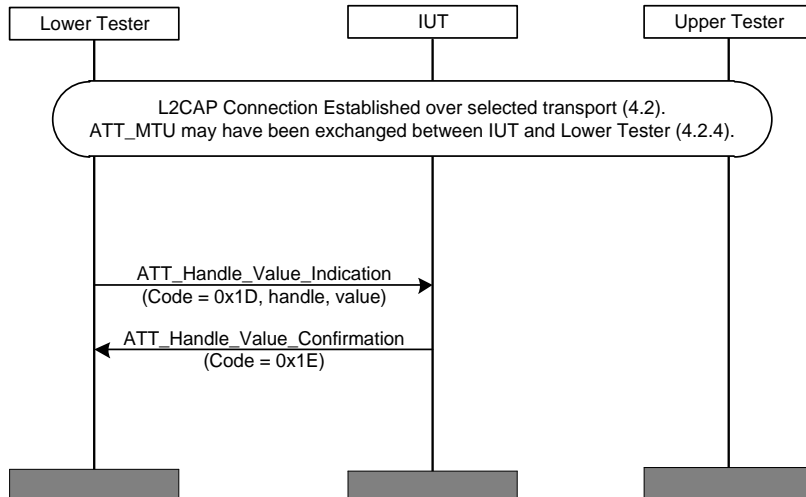 Lower Tester
IUT
Upper Tester
L2CAP Connection Established over selected transport (4.2).
ATT_MTU may have been exchanged between IUT and Lower Tester (4.2.4).
ATT_Handle_Value_Indication
(Code = 0x1D, handle, value)
ATT_Handle_Value_Confirmation
(Code = 0x1E)